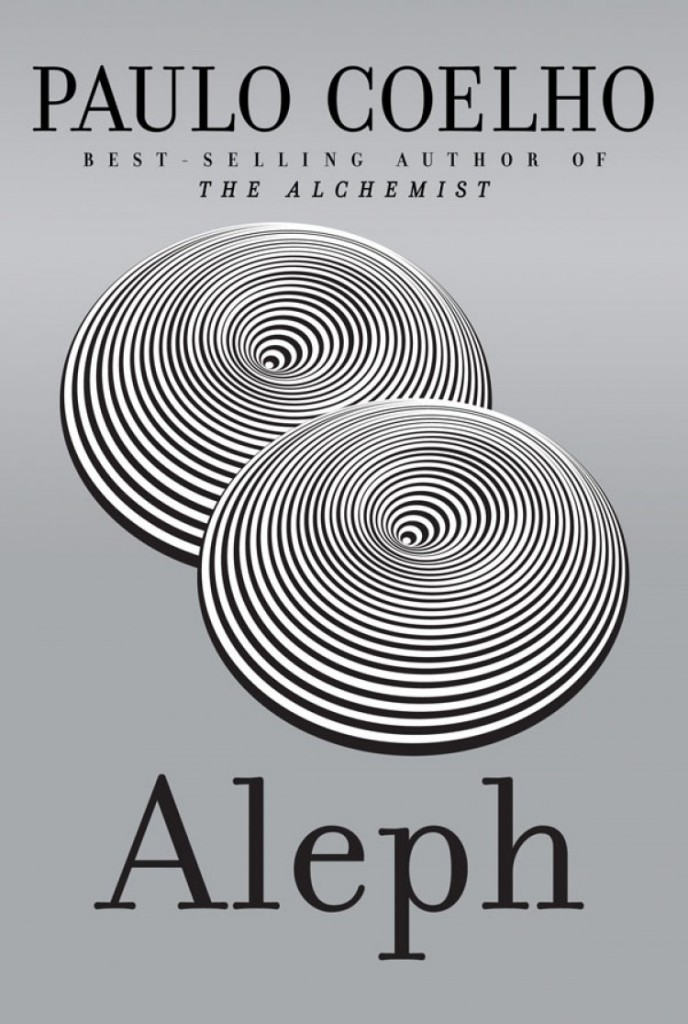 PAULO COELHO
BEST-SELLING AUTHOR OF
THE ALCHEMIST
Aleph